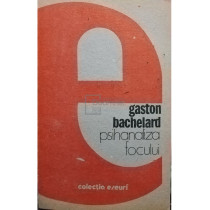 e
gaston
bachelard
psihanaliza
focului
colecția eseuri